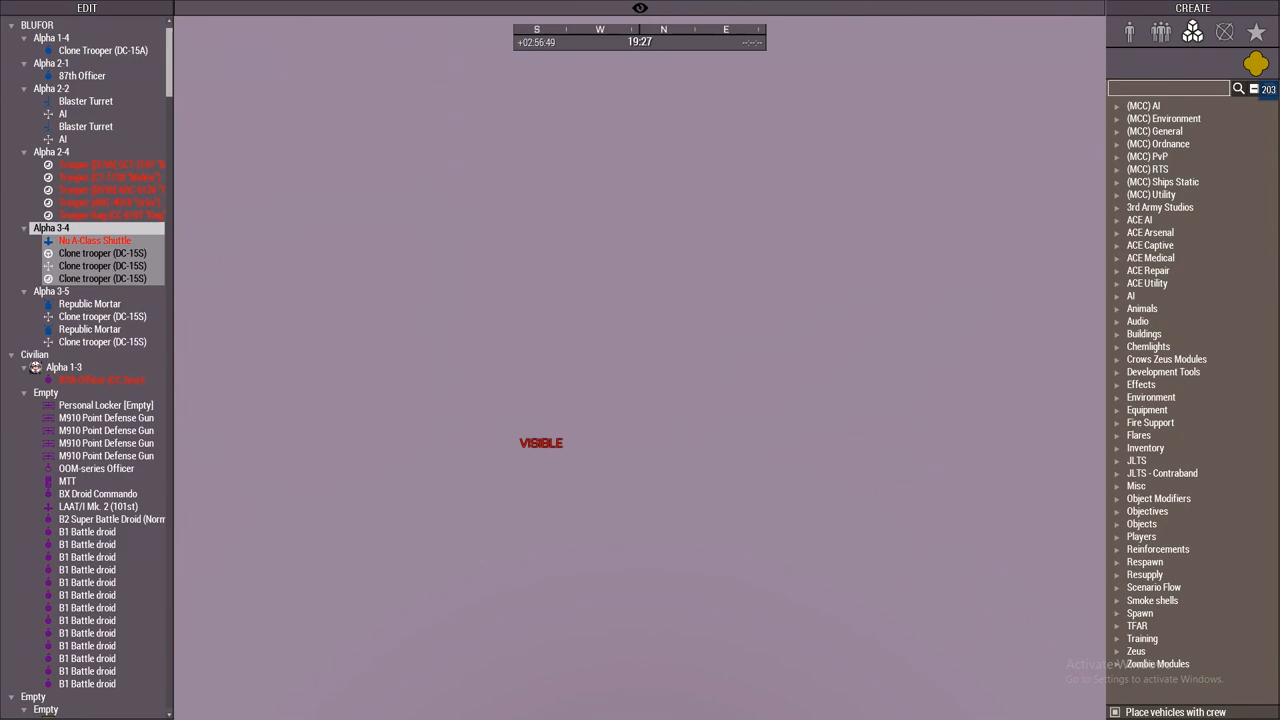 EDIT
BLUFOR
Alpha 1-4
Clone Trooper (DC-15A)
Alpha 2-1
87th Officer
Alpha 2-2
Blaster Turret
AI
Blaster Turret
AI
Alpha 2-4
Trooper
Trooper
Trooper
Trooper
Trooper
Alpha 3-4
Nu A-Class Shuttle
Clone trooper (DC-15S)
Clone trooper (DC-15S)
Clone trooper (DC-15S)
Alpha 3-5
Republic Mortar
Clone trooper (DC-15S)
Republic Mortar
Clone trooper (DC-15S)
Civilian
Alpha 1-3
Empty
Personal Locker [Empty]
M910 Point Defense Gun
M910 Point Defense Gun
M910 Point Defense Gun
M910 Point Defense Gun
OOM-series Officer
MTT
BX Droid Commando
LAAT/I Mk. 2 (101st)
B2 Super Battle Droid (Norm
B1 Battle droid
B1 Battle droid
B1 Battle droid
B1 Battle droid
B1 Battle droid
B1 Battle droid
B1 Battle droid
B1 Battle droid
B1 Battle droid
B1 Battle droid
B1 Battle droid
B1 Battle droid
B1 Battle droid
Empty
Empty
S W N E
+02:56:49 19:27 --:--:--
VISIBLE
CREATE
203
(MCC) AI
(MCC) Environment
(MCC) General
(MCC) Ordnance
(MCC) PvP
(MCC) RTS
(MCC) Ships Static
(MCC) Utility
3rd Army Studios
ACE AI
ACE Arsenal
ACE Captive
ACE Medical
ACE Repair
ACE Utility
AI
Animals
Audio
Buildings
Chemlights
Crows Zeus Modules
Development Tools
Effects
Environment
Equipment
Fire Support
Flares
Inventory
JLTS
JLTS - Contraband
Misc
Object Modifiers
Objectives
Objects
Players
Reinforcements
Respawn
Resupply
Scenario Flow
Smoke shells
Spawn
TFAR
Training
Zeus
Zombie Modules
Activate Windows
Go to Settings to activate Windows.
Place vehicles with crew